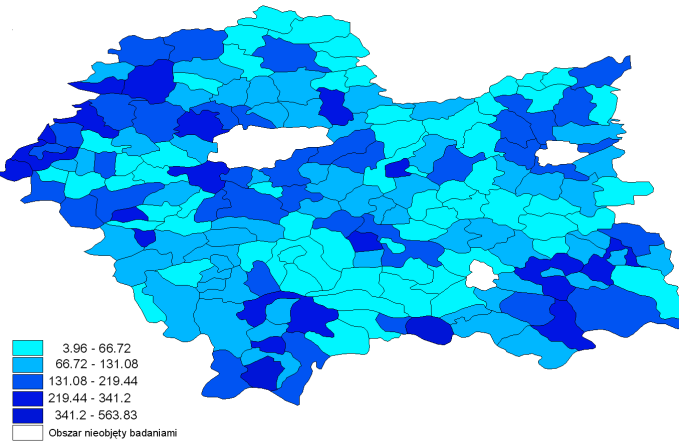 3.96 - 66.72
66.72 - 131.08
131.08 - 219.44
219.44 - 341.2
341.2 - 563.83
Obszar nieobjęty badaniami